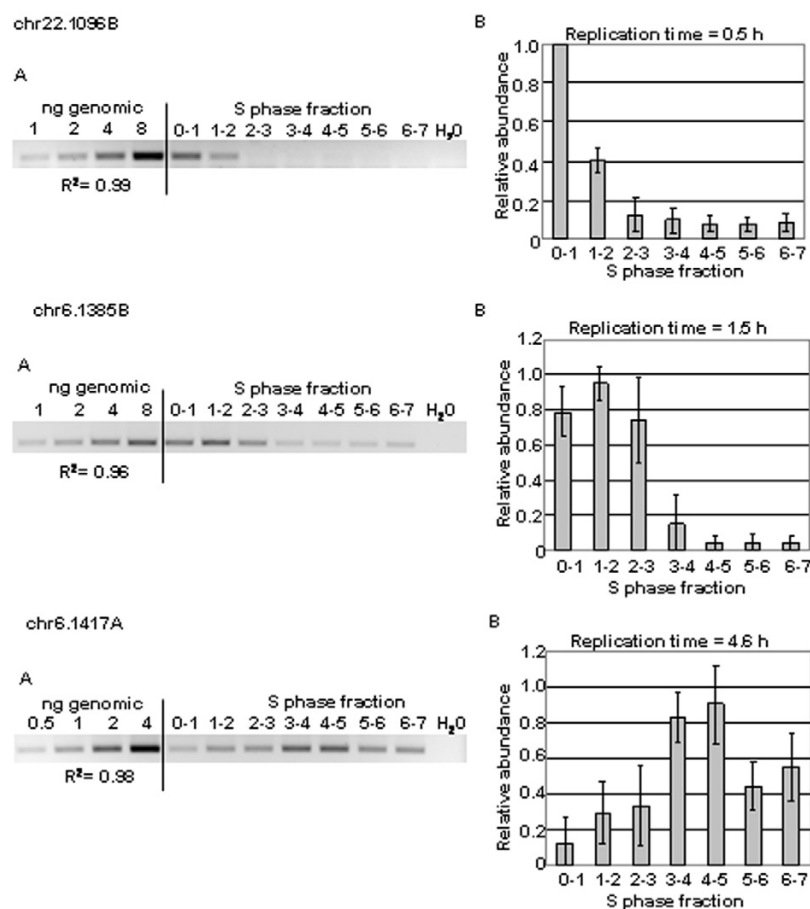 chr22.1096B
A
ng genomic
S phase fraction
1 2 4 8 0-1 1-2 2-3 3-4 4-5 5-6 6-7 H₂0
R²= 0.99
B
Replication time = 0.5 h
Relative abundance
1.0
0.8
0.6
0.4
0.2
0
0-1 1-2 2-3 3-4 4-5 5-6 6-7
S phase fraction
chr6.1385B
A
ng genomic
S phase fraction
1 2 4 8 0-1 1-2 2-3 3-4 4-5 5-6 6-7 H₂0
R²= 0.96
B
Replication time = 1.5 h
Relative abundance
1.2
1.0
0.8
0.6
0.4
0.2
0
0-1 1-2 2-3 3-4 4-5 5-6 6-7
S phase fraction
chr6.1417A
A
ng genomic
S phase fraction
0.5 1 2 4 0-1 1-2 2-3 3-4 4-5 5-6 6-7 H₂0
R²= 0.98
B
Replication time = 4.6 h
Relative abundance
1.2
1.0
0.8
0.6
0.4
0.2
0
0-1 1-2 2-3 3-4 4-5 5-6 6-7
S phase fraction